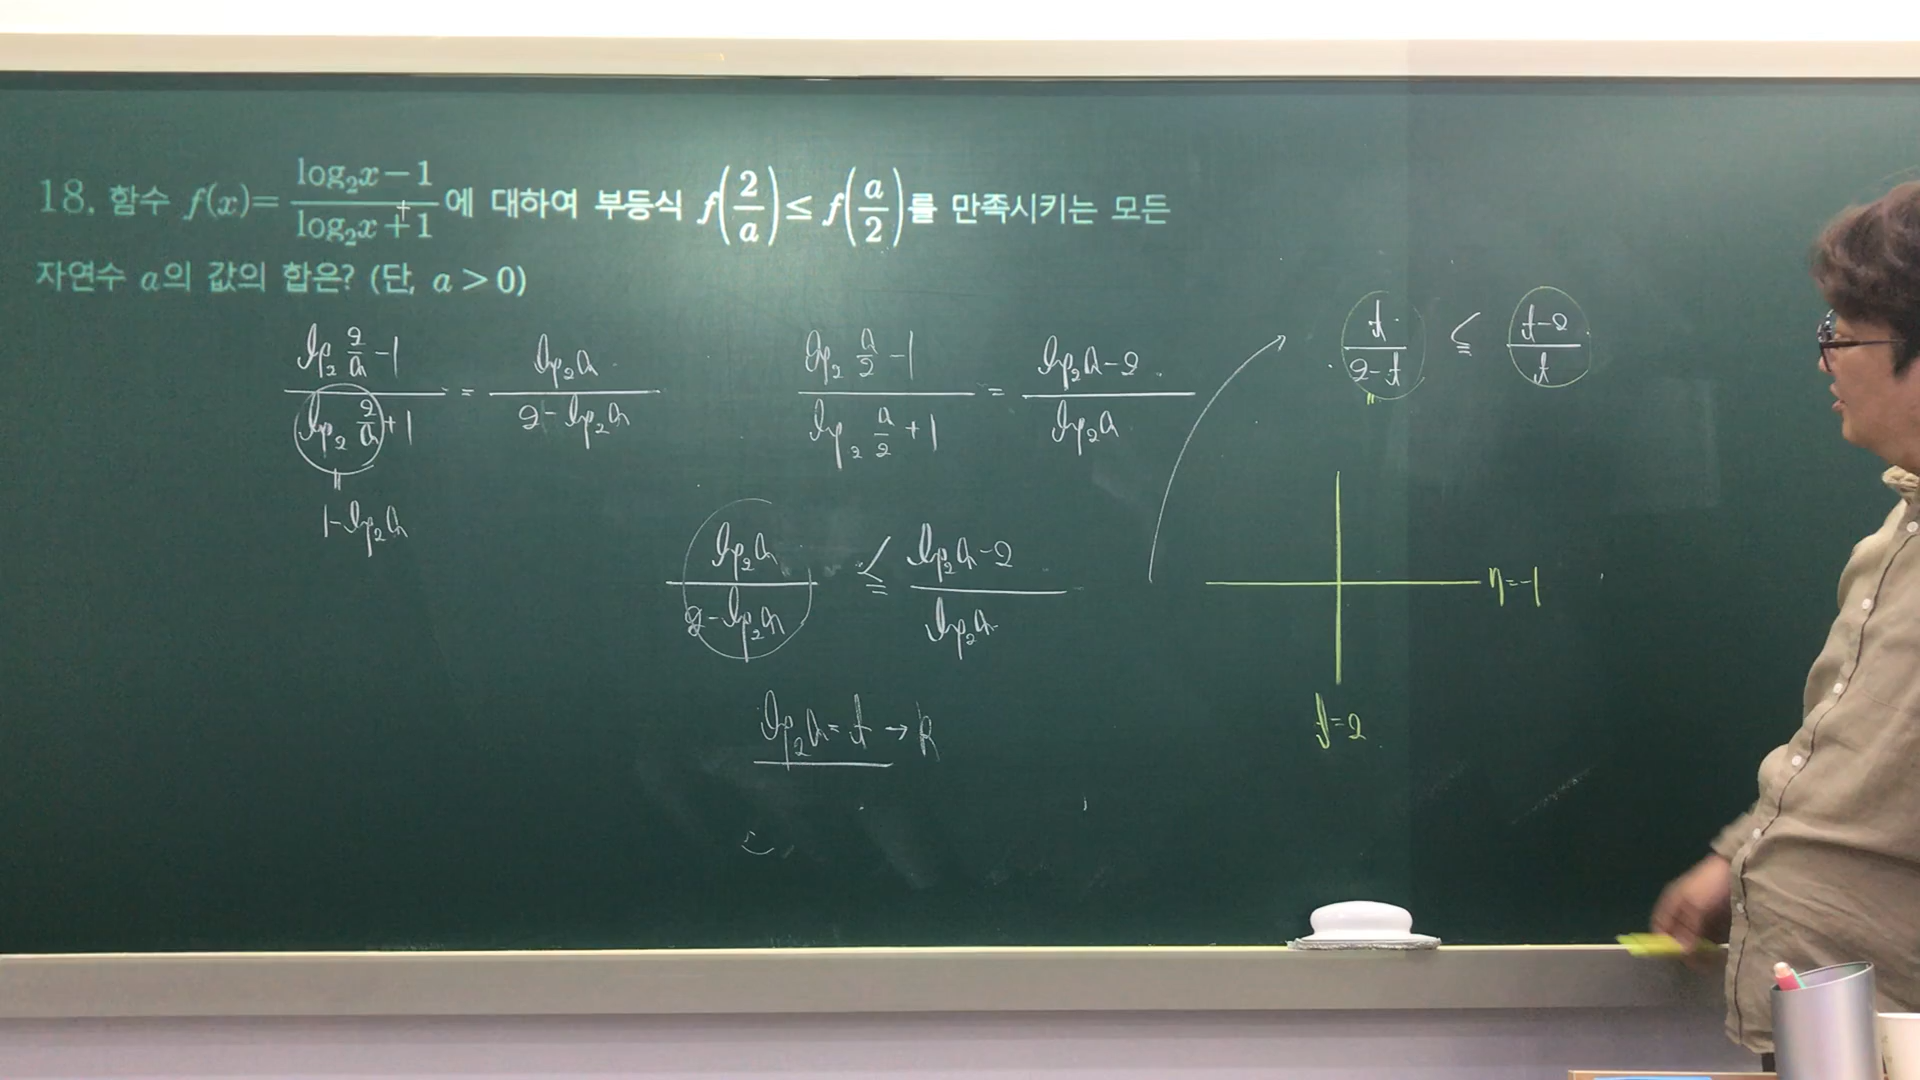 18. 함수 f(x)= (log₂x−1)/(log₂x+1) 에 대하여 부등식 f(2/a) ≤ f(a/2)를 만족시키는 모든
자연수 a의 값의 합은? (단, a > 0)
(log₂ 2/a −1)/(log₂ 2/a +1) = (log₂a)/(2−log₂a)
1−log₂a
(log₂ a/2 −1)/(log₂ a/2 +1) = (log₂a−2)/(log₂a)
(log₂a)/(2−log₂a) ≤ (log₂a−2)/(log₂a)
log₂a = t → R
t/(2−t) ≤ (t−2)/t
y=−1
t=2